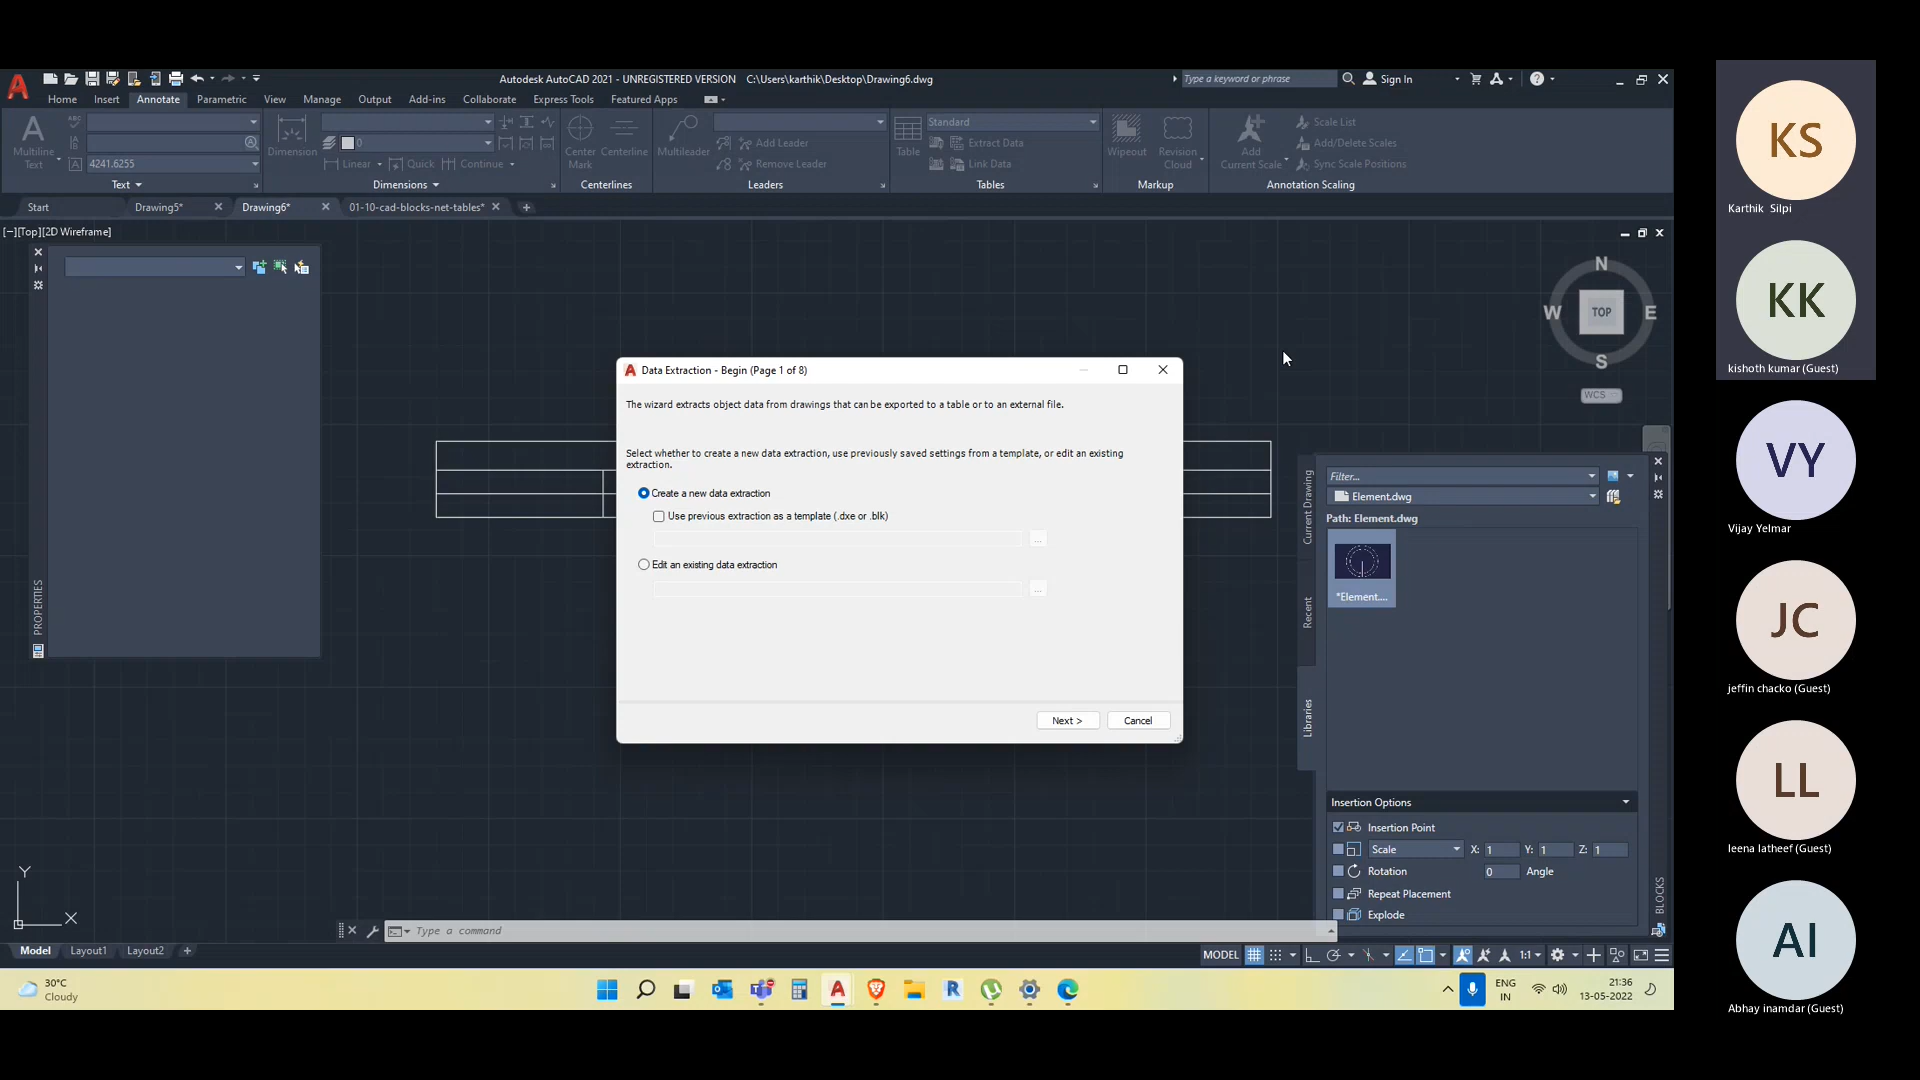 Autodesk AutoCAD 2021 - UNREGISTERED VERSION C:\Users\karthik\Desktop\Drawing6.dwg
Type a keyword or phrase
Sign In
Home Insert Annotate Parametric View Manage Output Add-ins Collaborate Express Tools Featured Apps
Multiline
Text
ABC
4241.6255
Text
Dimension
0
Linear
Quick
Continue
Dimensions
Center
Mark
Centerline
Centerlines
Multileader
Add Leader
Remove Leader
Leaders
Table
Standard
Extract Data
Link Data
Tables
Wipeout
Revision
Cloud
Markup
Add
Current Scale
Scale List
Add/Delete Scales
Sync Scale Positions
Annotation Scaling
Start
Drawing5*
Drawing6*
01-10-cad-blocks-net-tables*
[−][Top][2D Wireframe]
PROPERTIES
N
W
TOP
E
S
WCS
Data Extraction - Begin (Page 1 of 8)
The wizard extracts object data from drawings that can be exported to a table or to an external file.
Select whether to create a new data extraction, use previously saved settings from a template, or edit an existing
extraction.
Create a new data extraction
Use previous extraction as a template (.dxe or .blk)
...
Edit an existing data extraction
...
Next >
Cancel
Current Drawing
Recent
Libraries
Filter...
Element.dwg
Path: Element.dwg
*Element....
Insertion Options
Insertion Point
Scale
X: 1
Y: 1
Z: 1
Rotation
0
Angle
Repeat Placement
Explode
BLOCKS
Y
X
Type a command
Model
Layout1
Layout2
MODEL
1:1
30°C
Cloudy
ENG
IN
21:36
13-05-2022
KS
Karthik Silpi
KK
kishoth kumar (Guest)
VY
Vijay Yelmar
JC
jeffin chacko (Guest)
LL
leena latheef (Guest)
AI
Abhay inamdar (Guest)